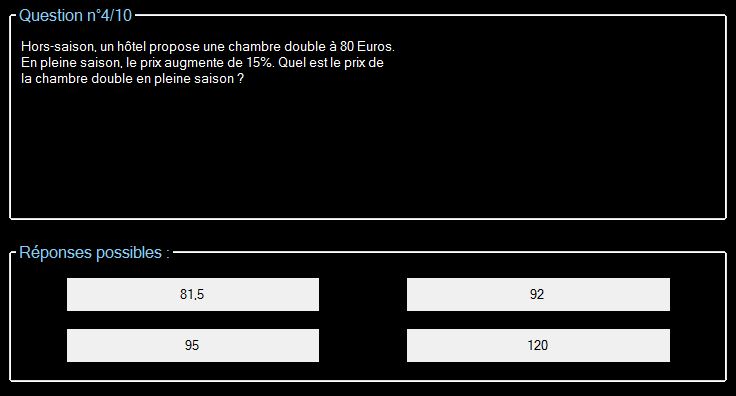 Question n°4/10
Hors-saison, un hôtel propose une chambre double à 80 Euros.
En pleine saison, le prix augmente de 15%. Quel est le prix de
la chambre double en pleine saison ?
Réponses possibles :
81,5
92
95
120